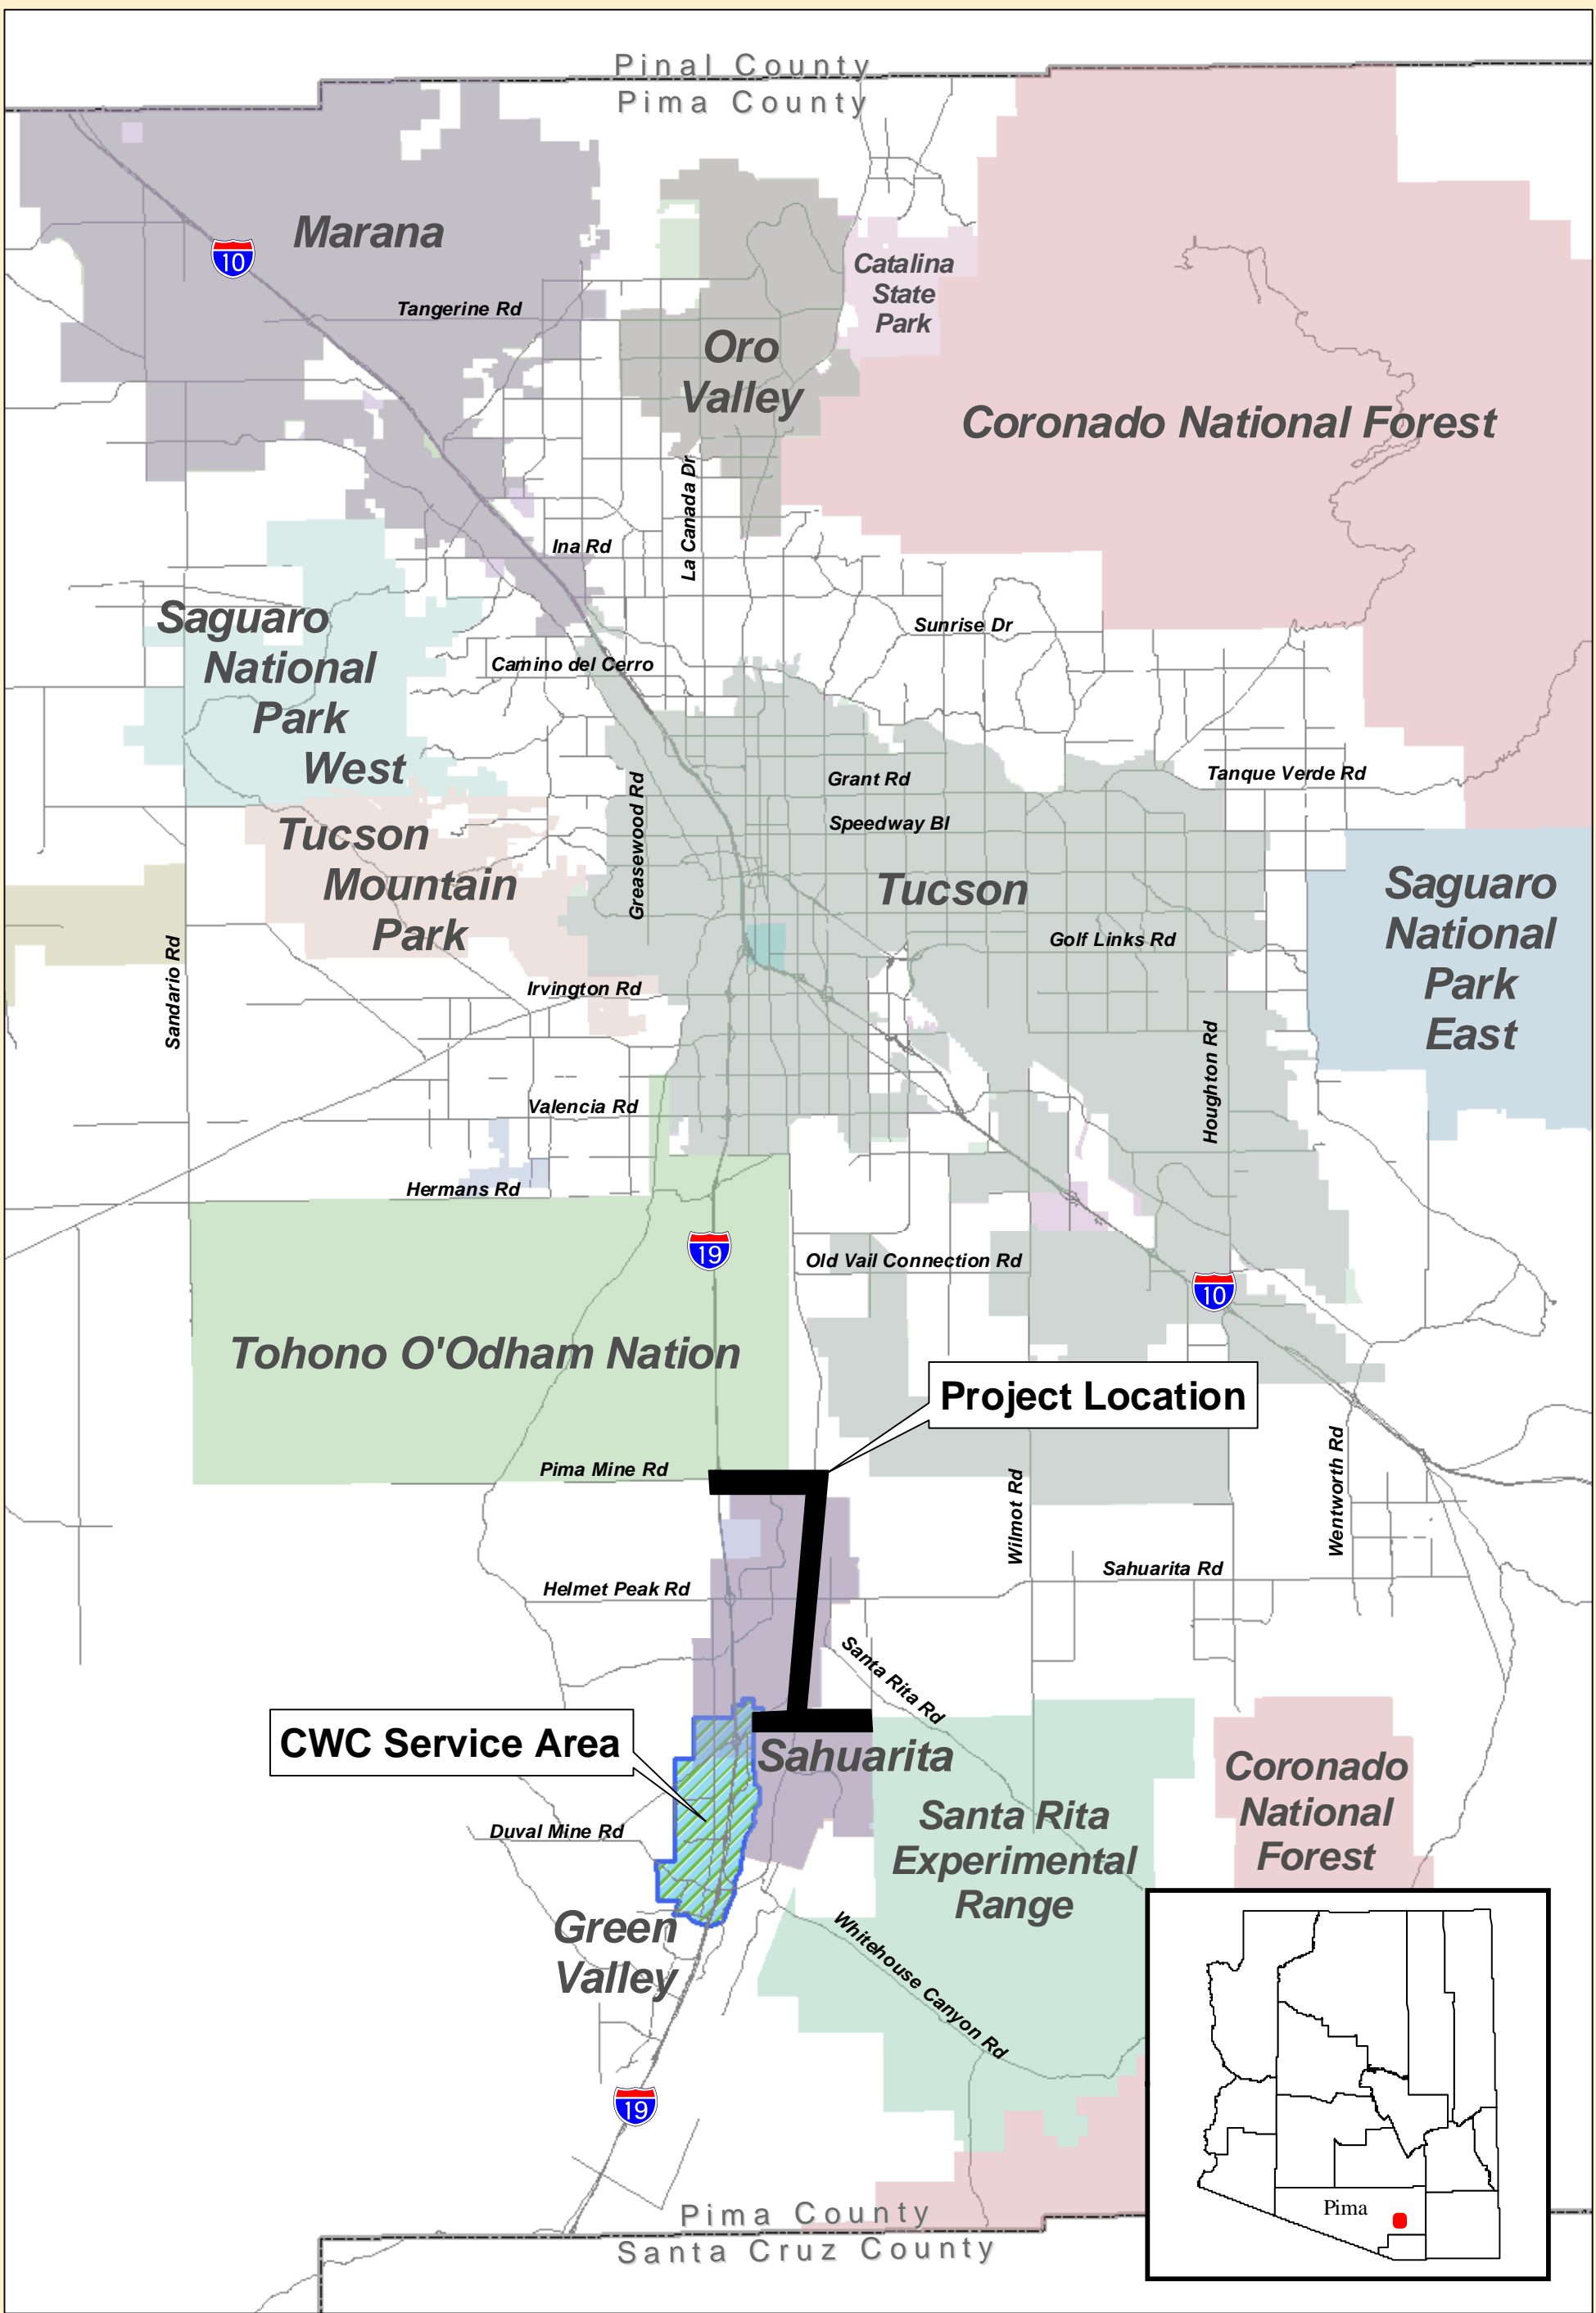 Pinal County
Pima County
Marana
10
Tangerine Rd
Catalina
State
Park
Oro
Valley
Coronado National Forest
La Canada Dr
Ina Rd
Saguaro
National
Park
West
Sunrise Dr
Camino del Cerro
Grant Rd
Tanque Verde Rd
Greasewood Rd
Speedway Bl
Tucson
Mountain
Park
Tucson
Saguaro
National
Park
East
Golf Links Rd
Sandario Rd
Irvington Rd
Houghton Rd
Valencia Rd
Hermans Rd
19
Old Vail Connection Rd
10
Tohono O'Odham Nation
Project Location
Pima Mine Rd
Wilmot Rd
Wentworth Rd
Helmet Peak Rd
Sahuarita Rd
Santa Rita Rd
CWC Service Area
Sahuarita
Coronado
National
Forest
Santa Rita
Experimental
Range
Duval Mine Rd
Green
Valley
Whitehouse Canyon Rd
19
Pima
Pima County
Santa Cruz County